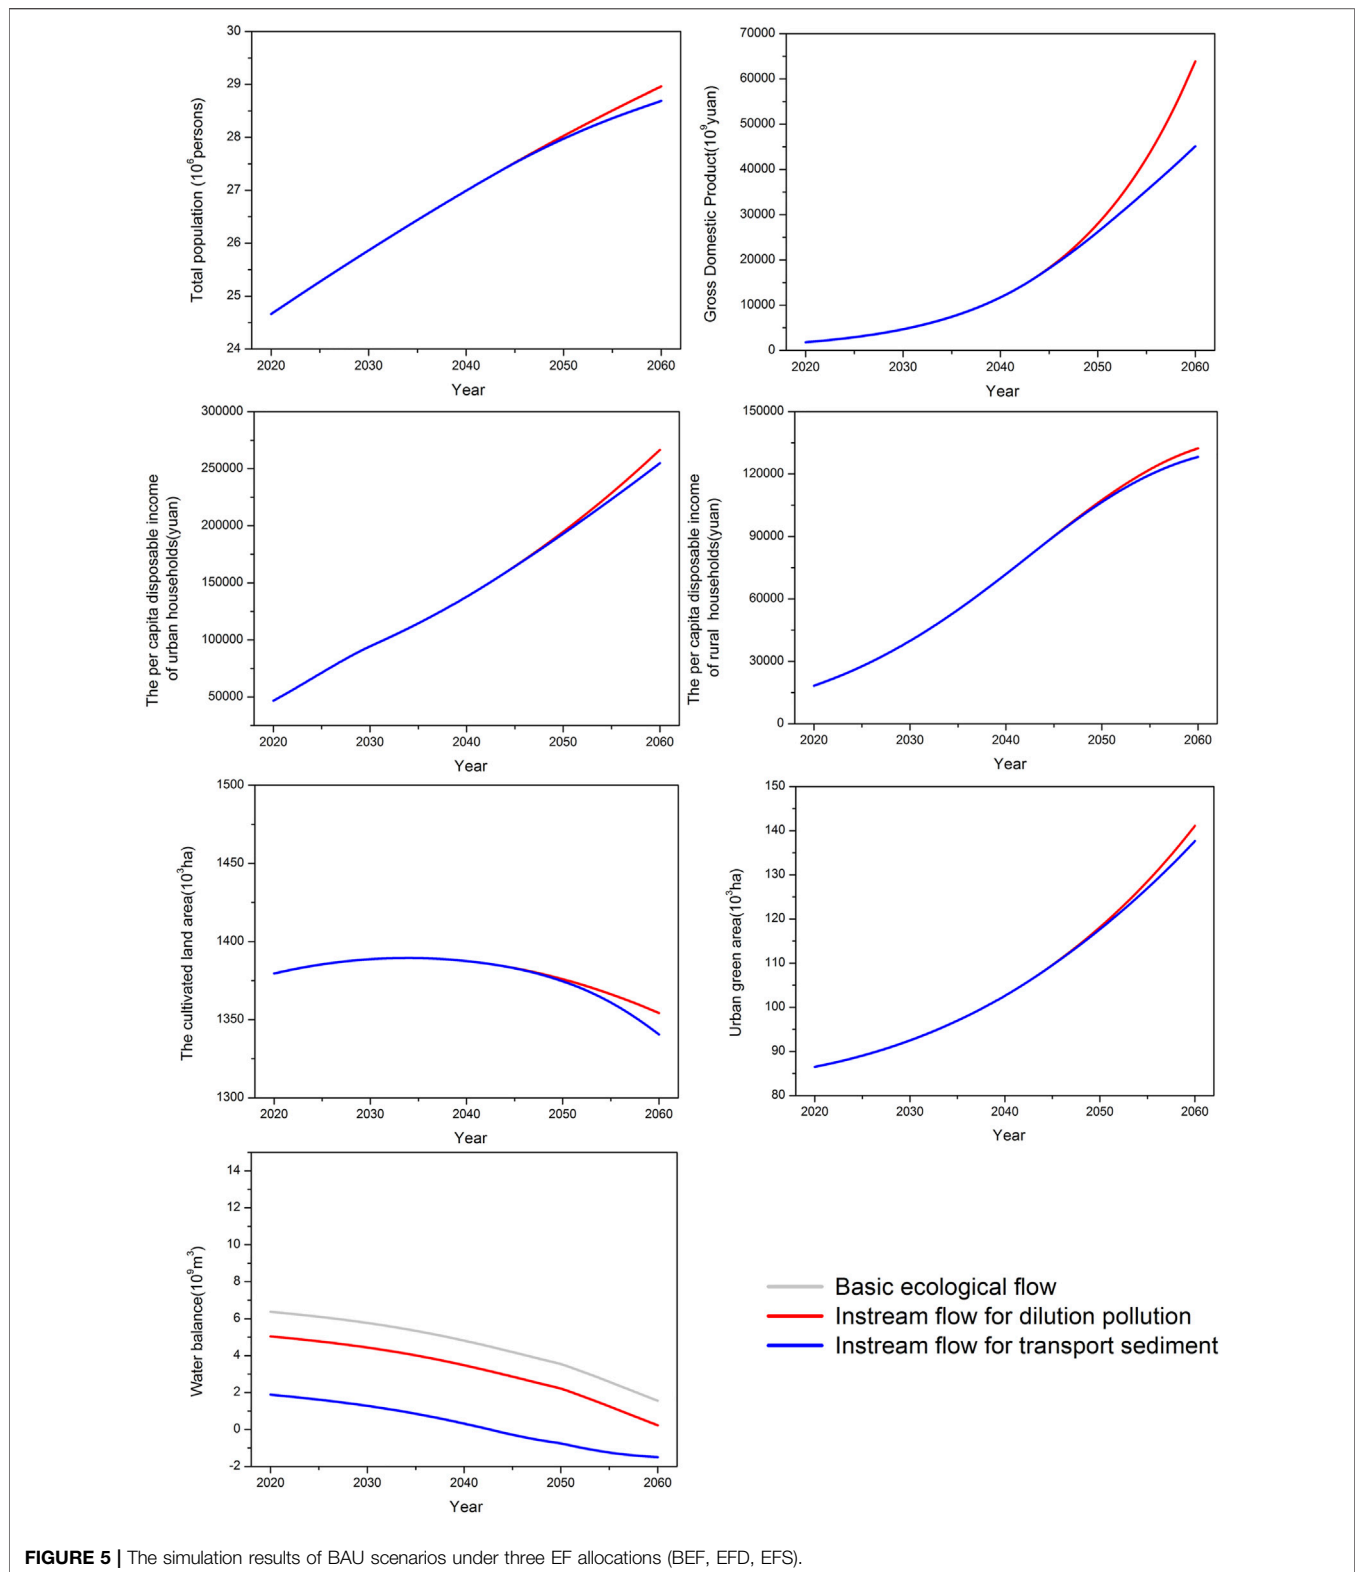 30
29
28
27
26
25
24
Total population (10⁶persons)
2020 2030 2040 2050 2060
Year
70000
60000
50000
40000
30000
20000
10000
0
Gross Domestic Product(10⁹yuan)
2020 2030 2040 2050 2060
Year
300000
250000
200000
150000
100000
50000
The per capita disposable income
of urban households(yuan)
2020 2030 2040 2050 2060
Year
150000
120000
90000
60000
30000
0
The per capita disposable income
of rural households(yuan)
2020 2030 2040 2050 2060
Year
1500
1450
1400
1350
1300
The cultivated land area(10³ha)
2020 2030 2040 2050 2060
Year
150
140
130
120
110
100
90
80
Urban green area(10³ha)
2020 2030 2040 2050 2060
Year
14
12
10
8
6
4
2
0
-2
Water balance(10⁹m³)
2020 2030 2040 2050 2060
Year
Basic ecological flow
Instream flow for dilution pollution
Instream flow for transport sediment
FIGURE 5 | The simulation results of BAU scenarios under three EF allocations (BEF, EFD, EFS).